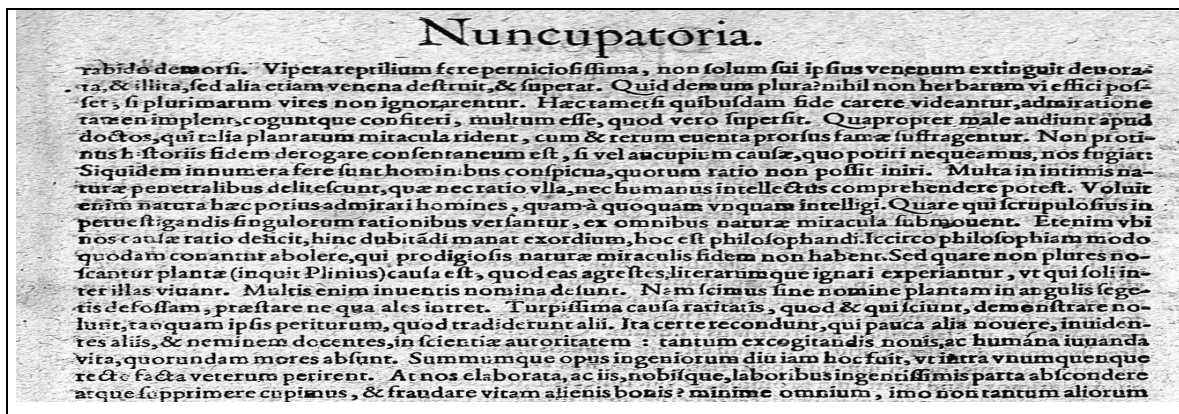 Nuncupatoria.
rabido demorsi. Vipera reptilium fere perniciosissima, non solum sui ipsius venenum extinguit deuora-
ta, & illita, sed alia etiam venena destruit, & superat. Quid demum plura? nihil non herbarum vi effici pos-
set, si plurimarum vires non ignorarentur. Hæc tametsi quibusdam fide carere videantur, admiratione
tamen implent, coguntque confiteri, multum esse, quod vero supersit. Quapropter male audiunt apud
doctos, qui talia plantarum miracula rident, cum & rerum euenta prorsus famæ suffragentur. Non proti-
nus historiis fidem derogare consentaneum est, si vel aucupium causæ, quo potiri nequeamus, nos fugiat:
Siquidem innumera fere sunt hominibus conspicua, quorum ratio non possit iniri. Multa in intimis na-
turæ penetralibus delitescunt, quæ nec ratio vlla, nec humanus intellectus comprehendere potest. Voluit
enim natura hæc potius admirari homines, quam à quoquam vnquam intelligi. Quare qui scrupulosius in
peruestigandis singulorum rationibus versantur, ex omnibus naturæ miracula submouent. Etenim vbi
nos causæ ratio deficit, hinc dubitãdi manat exordium, hoc est philosophandi. Iccirco philosophiam modo
quodam conantur abolere, qui prodigiosis naturæ miraculis fidem non habent. Sed quare non plures no-
scantur plantæ (inquit Plinius) causa est, quod eas agrestes, literarumque ignari experiantur, vt qui soli in-
ter illas viuant. Multis enim inuentis nomina desunt. Nam scimus sine nomine plantam in angulis sege-
tis defossam, præstare ne qua ales intret. Turpissima causa raritatis, quod & qui sciunt, demonstrare no-
lunt, tanquam ipsis periturum, quod tradiderunt alii. Ita certe recondunt, qui pauca alia nouere, inuiden-
tes aliis, & neminem docentes, in scientiæ autoritatem : tantum excogitandis nonis, ac humána iuuanda
vita, quorundam mores absunt. Summumque opus ingeniorum diu iam hoc fuit, vt intra vnumquenque
recte facta veterum perirent. At nos elaborata, ac iis, nobisque, laboribus ingentissimis parta abscondere
atque supprimere cupimus, & fraudare vitam alienis bonis? minime omnium, imo non tantum aliorum